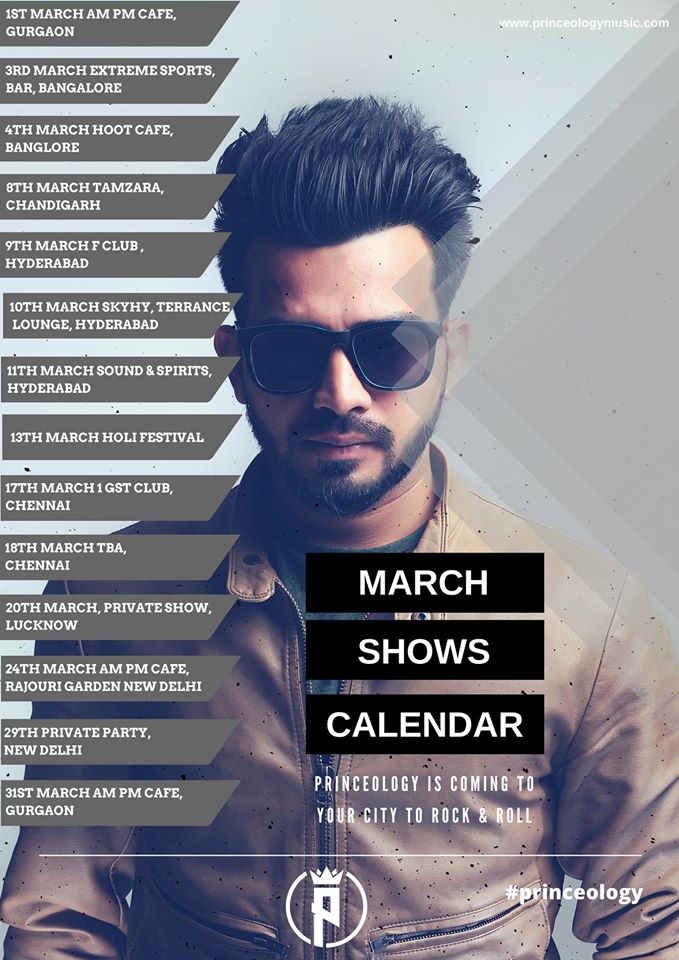 1ST MARCH AM PM CAFE,
GURGAON
3RD MARCH EXTREME SPORTS,
BAR, BANGALORE
4TH MARCH HOOT CAFE,
BANGLORE
8TH MARCH TAMZARA,
CHANDIGARH
9TH MARCH F CLUB ,
HYDERABAD
10TH MARCH SKYHY, TERRANCE
LOUNGE, HYDERABAD
11TH MARCH SOUND & SPIRITS,
HYDERABAD
13TH MARCH HOLI FESTIVAL
17TH MARCH 1 GST CLUB,
CHENNAI
18TH MARCH TBA,
CHENNAI
20TH MARCH, PRIVATE SHOW,
LUCKNOW
24TH MARCH AM PM CAFE,
RAJOURI GARDEN NEW DELHI
29TH PRIVATE PARTY,
NEW DELHI
31ST MARCH AM PM CAFE,
GURGAON
www.princeologymusic.com
MARCH
SHOWS
CALENDAR
PRINCEOLOGY IS COMING TO
YOUR CITY TO ROCK & ROLL
P
#princeology